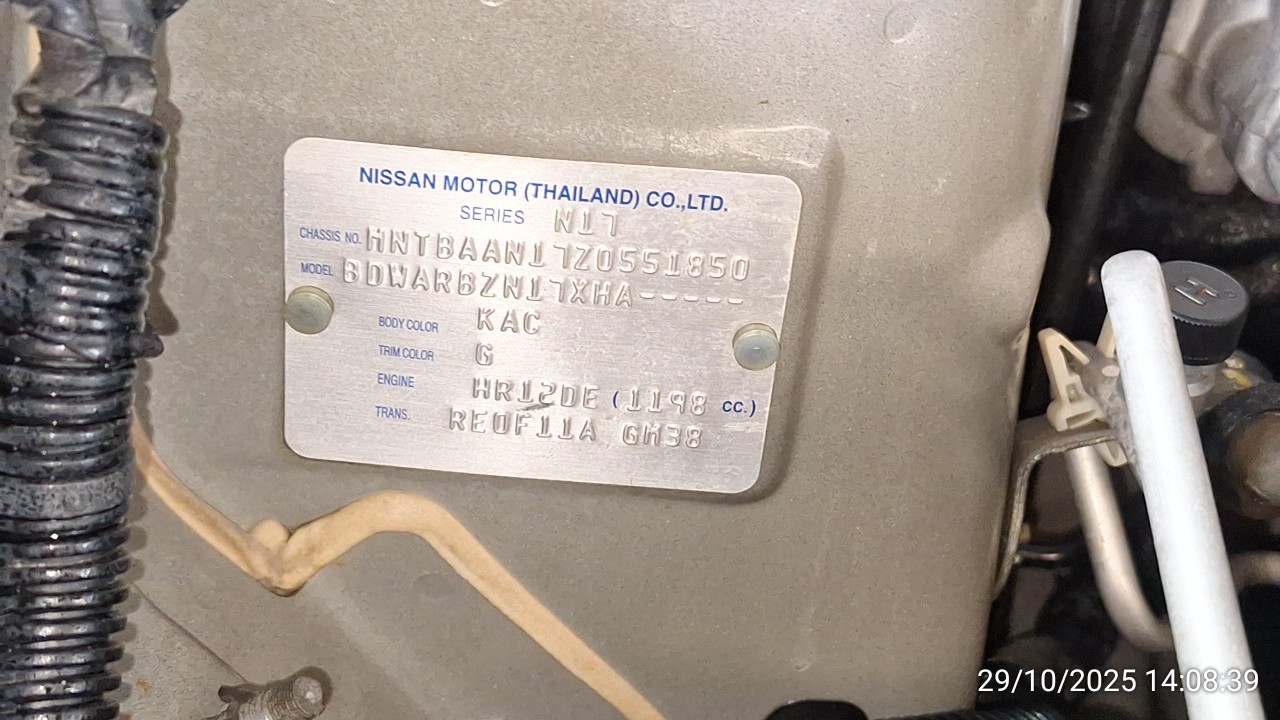 NISSAN MOTOR (THAILAND) CO.,LTD.
SERIES N17
CHASSIS NO. MNTBAAN17Z0551850
MODEL BDWARBZN17XHA-----
BODY COLOR KAC
TRIM COLOR G
ENGINE HR12DE (1198 CC.)
TRANS. RE0F11A GM38
H
29/10/2025 14:08:39